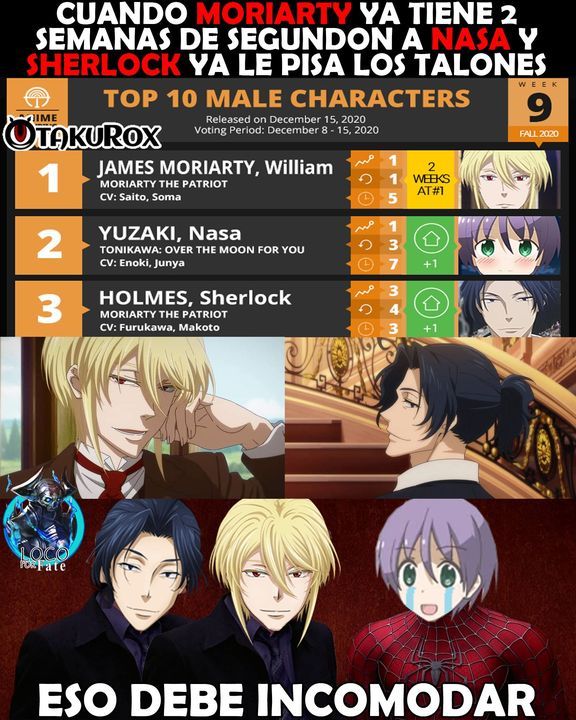 CUANDO MORIARTY YA TIENE 2
SEMANAS DE SEGUNDON A NASA Y
SHERLOCK YA LE PISA LOS TALONES
TOP 10 MALE CHARACTERS
Released on December 15, 2020
Voting Period: December 8 - 15, 2020
WEEK
9
FALL 2020
OTAKUROX
1
JAMES MORIARTY, William
MORIARTY THE PATRIOT
CV: Saito, Soma
1
1
5
2
WEEKS
AT #1
2
YUZAKI, Nasa
TONIKAWA: OVER THE MOON FOR YOU
CV: Enoki, Junya
1
3
7
+1
3
HOLMES, Sherlock
MORIARTY THE PATRIOT
CV: Furukawa, Makoto
3
4
3
+1
LOCO
FOR Fate
ESO DEBE INCOMODAR